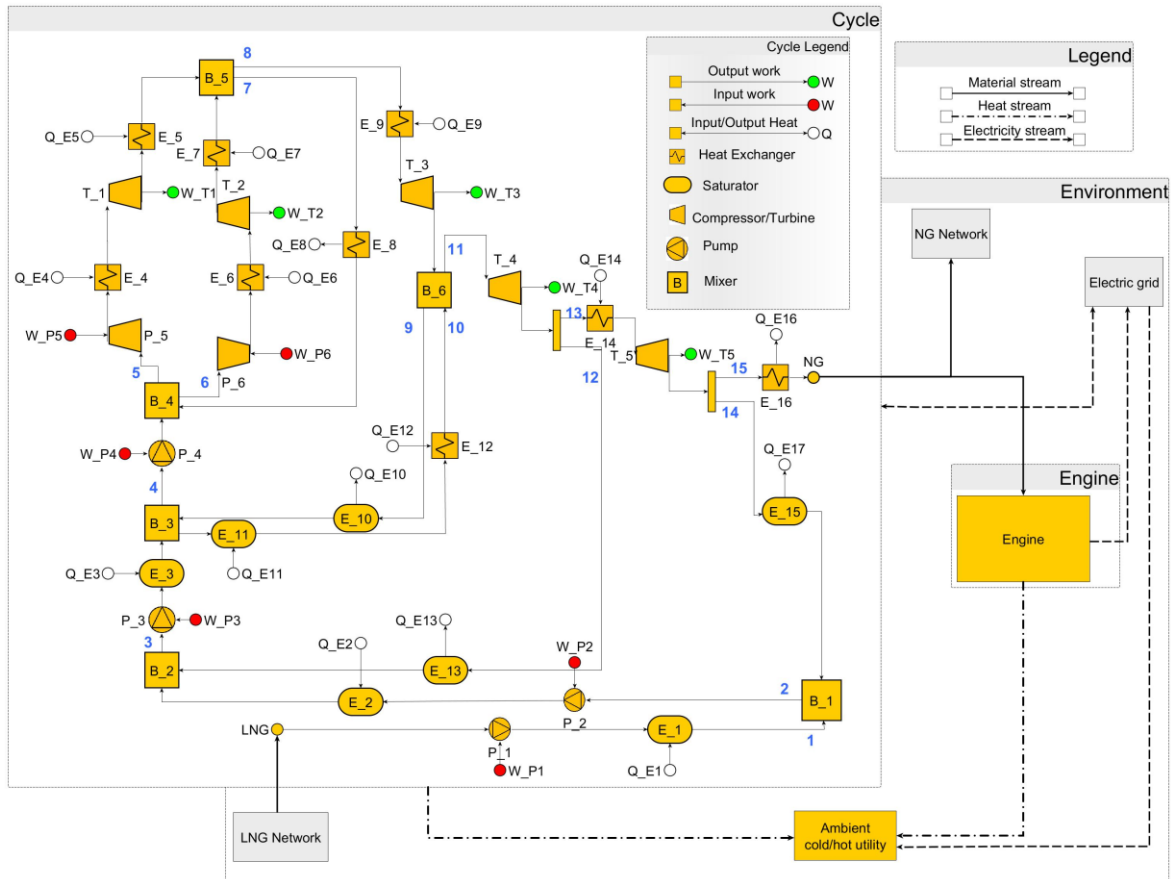 Cycle
8
7
B_5
Q_E5
E_5
E_7
Q_E7
E_9
Q_E9
T_1
W_T1
T_2
W_T2
T_3
W_T3
Q_E4
E_4
E_6
Q_E6
Q_E8
E_8
11
T_4
Q_E14
W_T4
13
E_14
12
B_6
9
10
W_P5
P_5
5
6
P_6
W_P6
T_5
W_T5
Q_E16
15
NG
E_16
14
B_4
W_P4
P_4
4
Q_E12
E_12
Q_E10
Q_E17
B_3
E_11
E_10
E_15
Q_E3
E_3
Q_E11
P_3
W_P3
3
Q_E13
Q_E2
W_P2
B_2
E_13
E_2
P_2
2
B_1
LNG
P_1
W_P1
E_1
Q_E1
1
LNG Network
Cycle Legend
Output work
W
Input work
W
Input/Output Heat
Q
Heat Exchanger
Saturator
Compressor/Turbine
Pump
B
Mixer
Legend
Material stream
Heat stream
Electricity stream
Environment
NG Network
Electric grid
Engine
Engine
Ambient
cold/hot utility